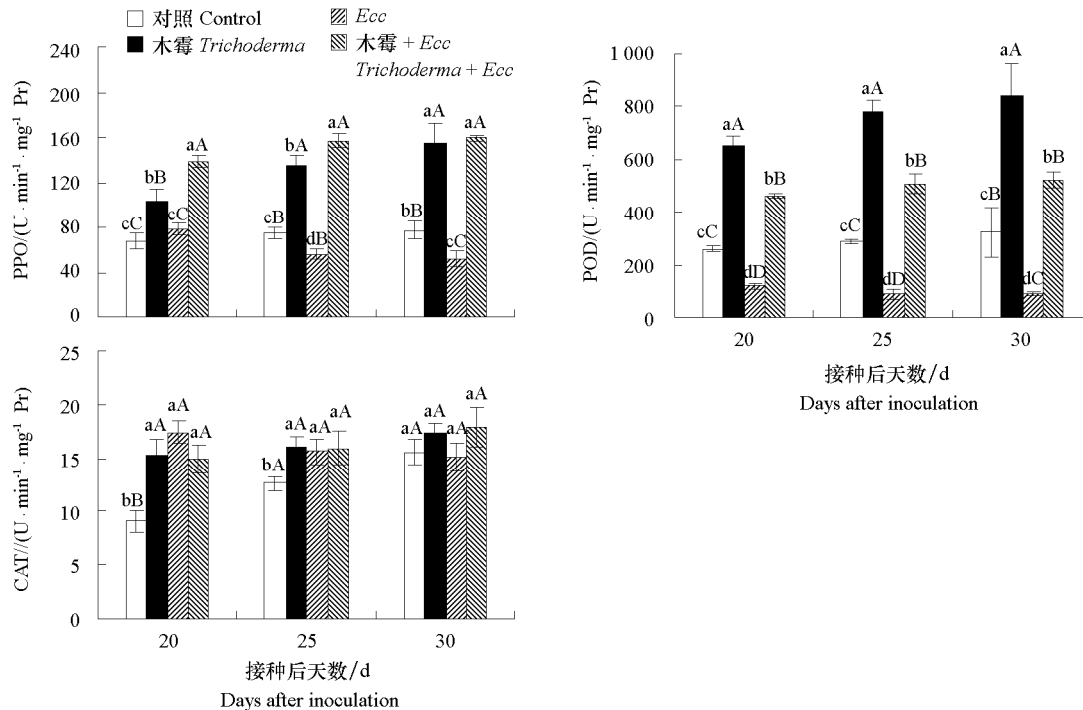 对照 Control
木霉 Trichoderma
Ecc
木霉 + Ecc
Trichoderma + Ecc
PPO/(U · min⁻¹ · mg⁻¹ Pr)
240
200
160
120
80
40
0
cC
bB
cC
aA
cB
bA
dB
aA
bB
aA
cC
aA
POD/(U · min⁻¹ · mg⁻¹ Pr)
1 000
800
600
400
200
0
cC
aA
dD
bB
cC
aA
dD
bB
cB
aA
dC
bB
20
25
30
接种后天数/d
Days after inoculation
CAT//(U · min⁻¹ · mg⁻¹ Pr)
25
20
15
10
5
0
bB
aA
aA
aA
bA
aA
aA
aA
aA
aA
aA
aA
20
25
30
接种后天数/d
Days after inoculation